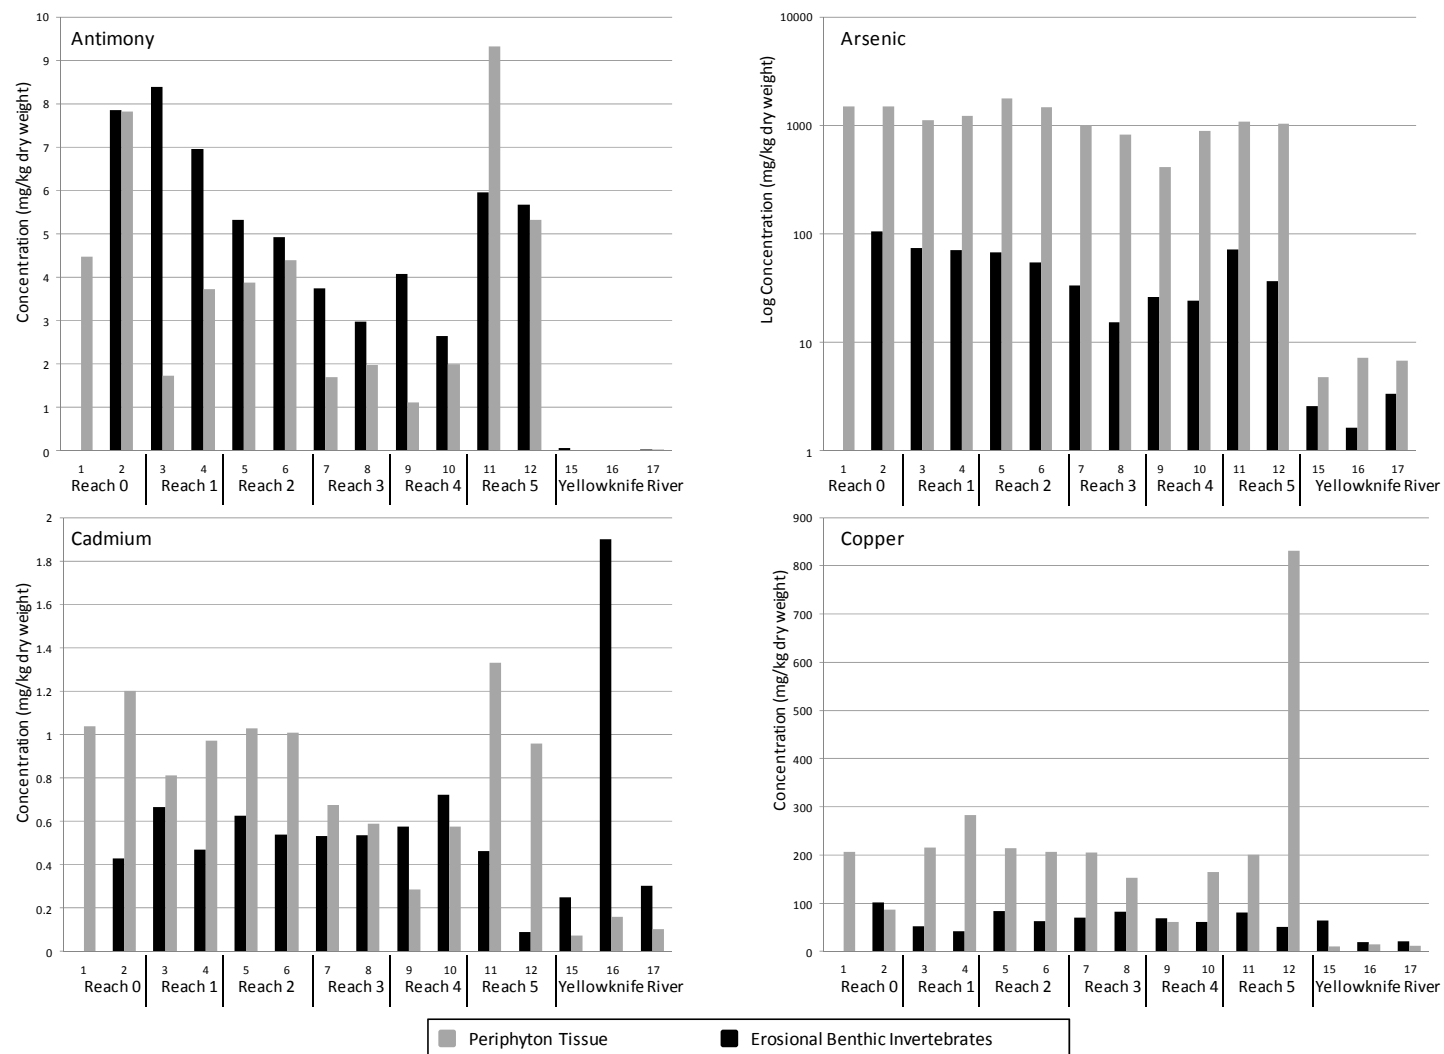 Antimony
Concentration (mg/kg dry weight)
10
9
8
7
6
5
4
3
2
1
0
1 2 3 4 5 6 7 8 9 10 11 12 15 16 17
Reach 0 Reach 1 Reach 2 Reach 3 Reach 4 Reach 5 Yellowknife River
Arsenic
Log Concentration (mg/kg dry weight)
10000
1000
100
10
1
1 2 3 4 5 6 7 8 9 10 11 12 15 16 17
Reach 0 Reach 1 Reach 2 Reach 3 Reach 4 Reach 5 Yellowknife River
Cadmium
Concentration (mg/kg dry weight)
2
1.8
1.6
1.4
1.2
1
0.8
0.6
0.4
0.2
0
1 2 3 4 5 6 7 8 9 10 11 12 15 16 17
Reach 0 Reach 1 Reach 2 Reach 3 Reach 4 Reach 5 Yellowknife River
Copper
Concentration (mg/kg dry weight)
900
800
700
600
500
400
300
200
100
0
1 2 3 4 5 6 7 8 9 10 11 12 15 16 17
Reach 0 Reach 1 Reach 2 Reach 3 Reach 4 Reach 5 Yellowknife River
Periphyton Tissue Erosional Benthic Invertebrates